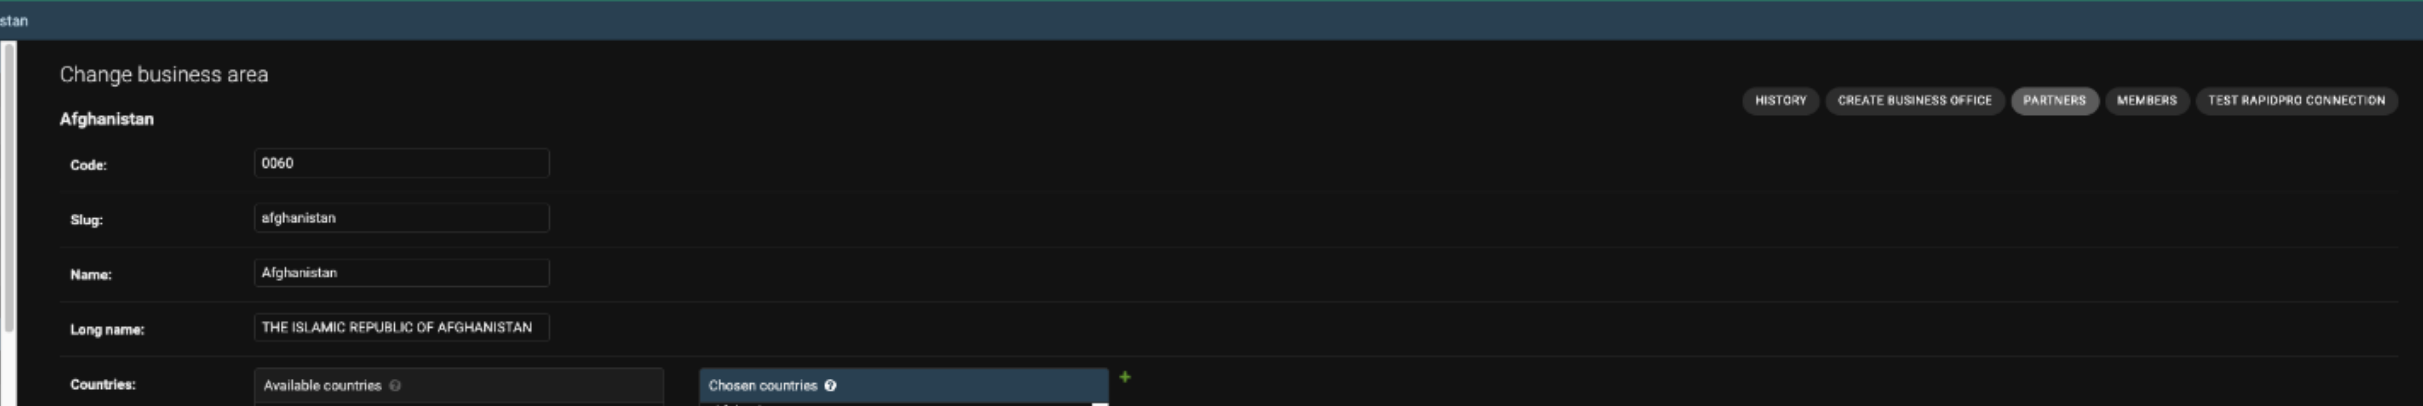 stan
Change business area
HISTORY CREATE BUSINESS OFFICE PARTNERS MEMBERS TEST RAPIDPRO CONNECTION
Afghanistan
Code: 0060
Slug: afghanistan
Name: Afghanistan
Long name: THE ISLAMIC REPUBLIC OF AFGHANISTAN
Countries: Available countries ? Chosen countries ? +